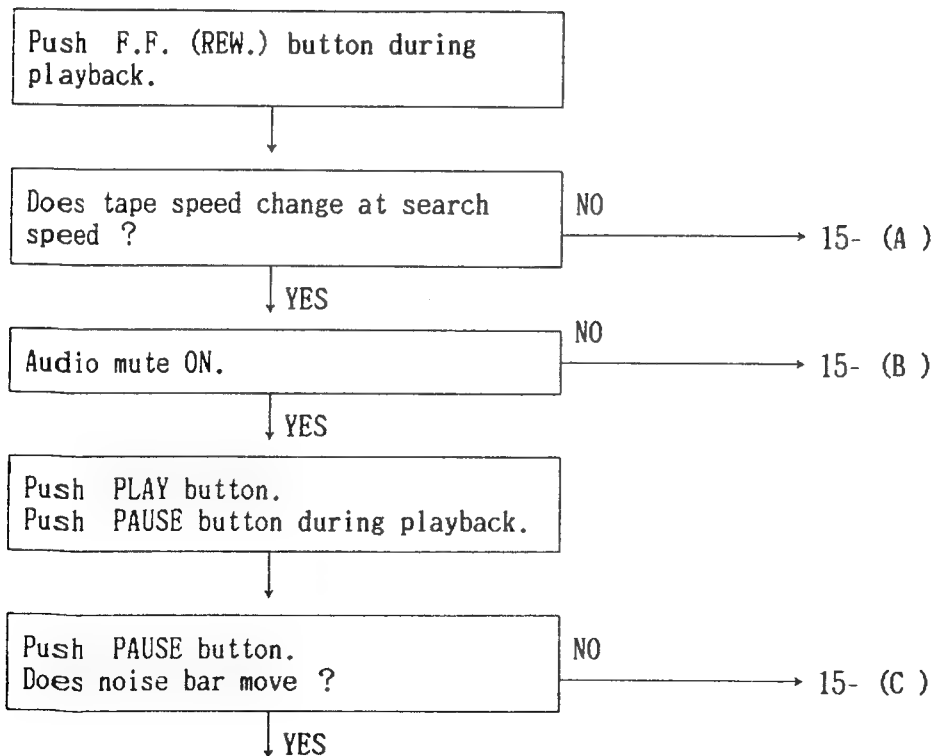 Push F.F. (REW.) button during
playback.
Does tape speed change at search
speed ?
NO
15- (A )
YES
Audio mute ON.
NO
15- (B )
YES
Push PLAY button.
Push PAUSE button during playback.
Push PAUSE button.
Does noise bar move ?
NO
15- (C )
YES